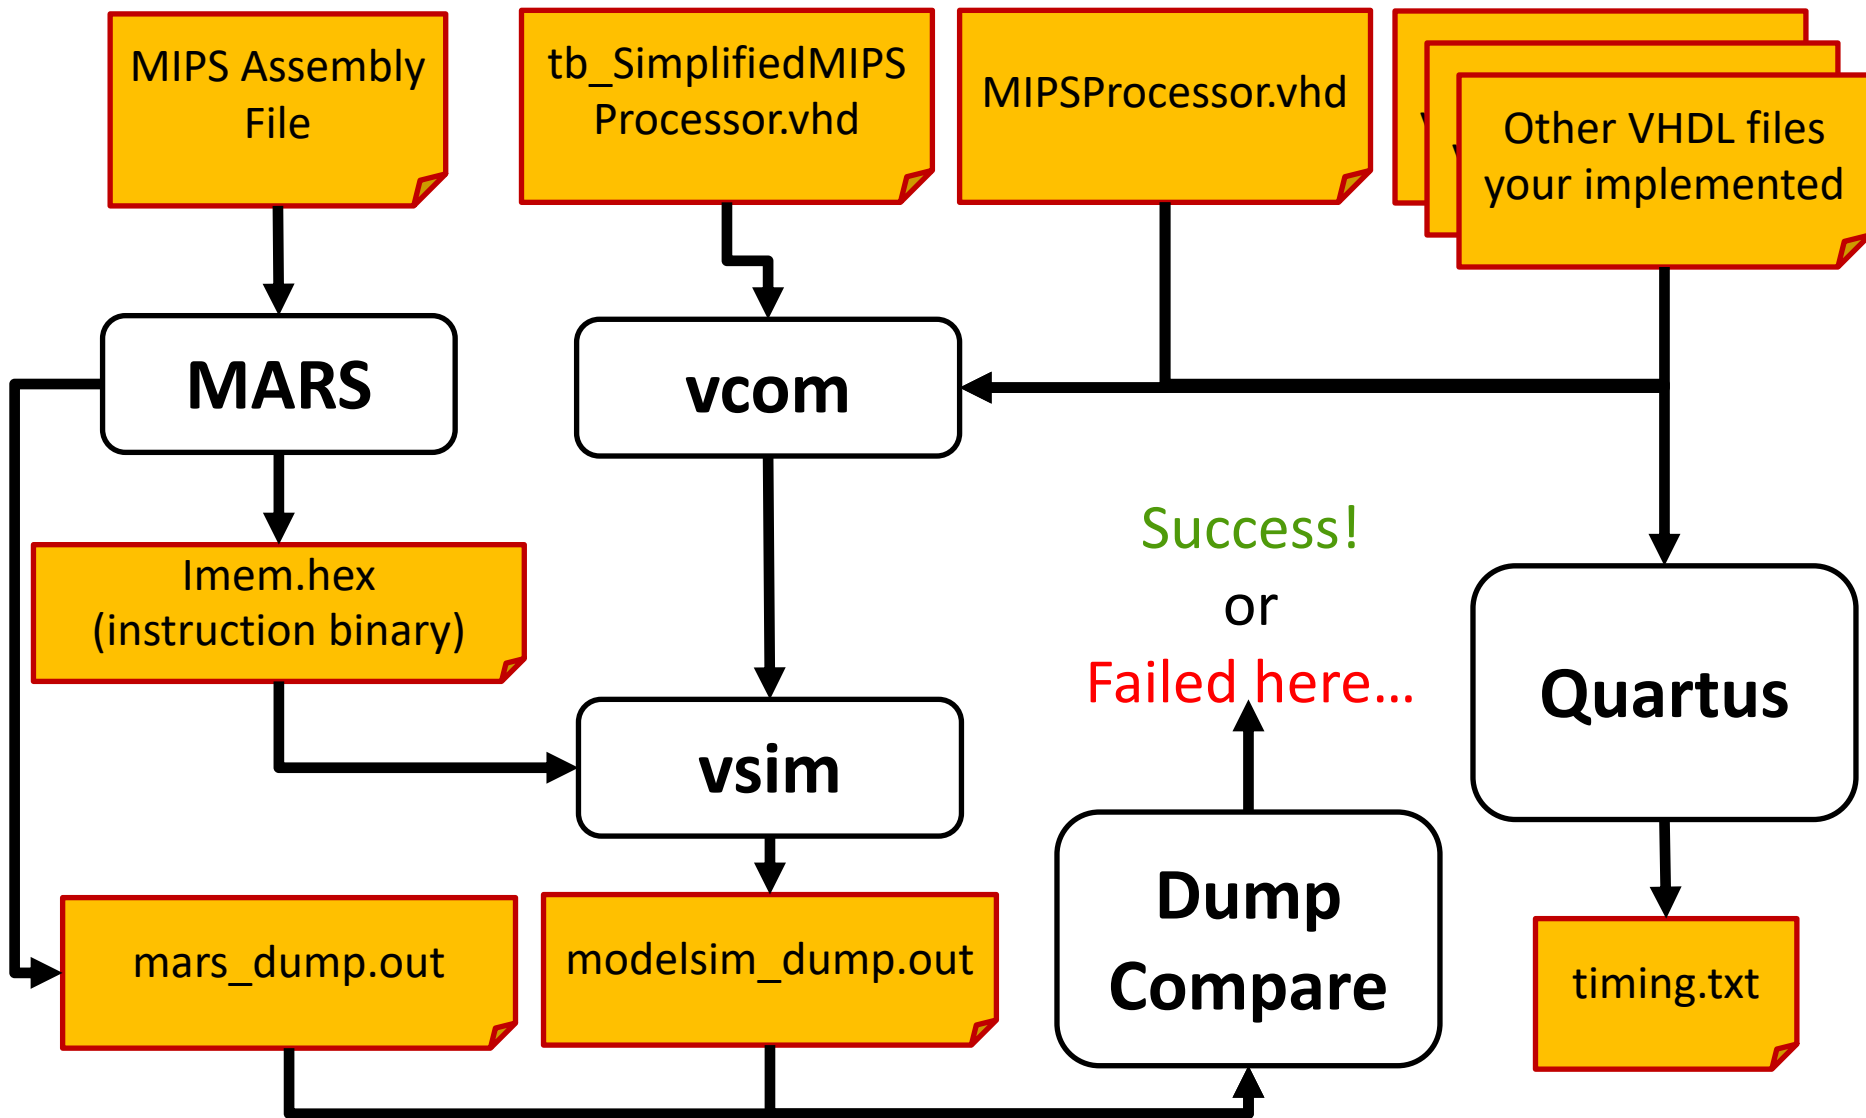 MIPS Assembly
File
tb_SimplifiedMIPS
Processor.vhd
MIPSProcessor.vhd
Other VHDL files
your implemented
MARS
vcom
Imem.hex
(instruction binary)
Success!
or
Failed here...
Quartus
vsim
Dump
Compare
mars_dump.out
modelsim_dump.out
timing.txt